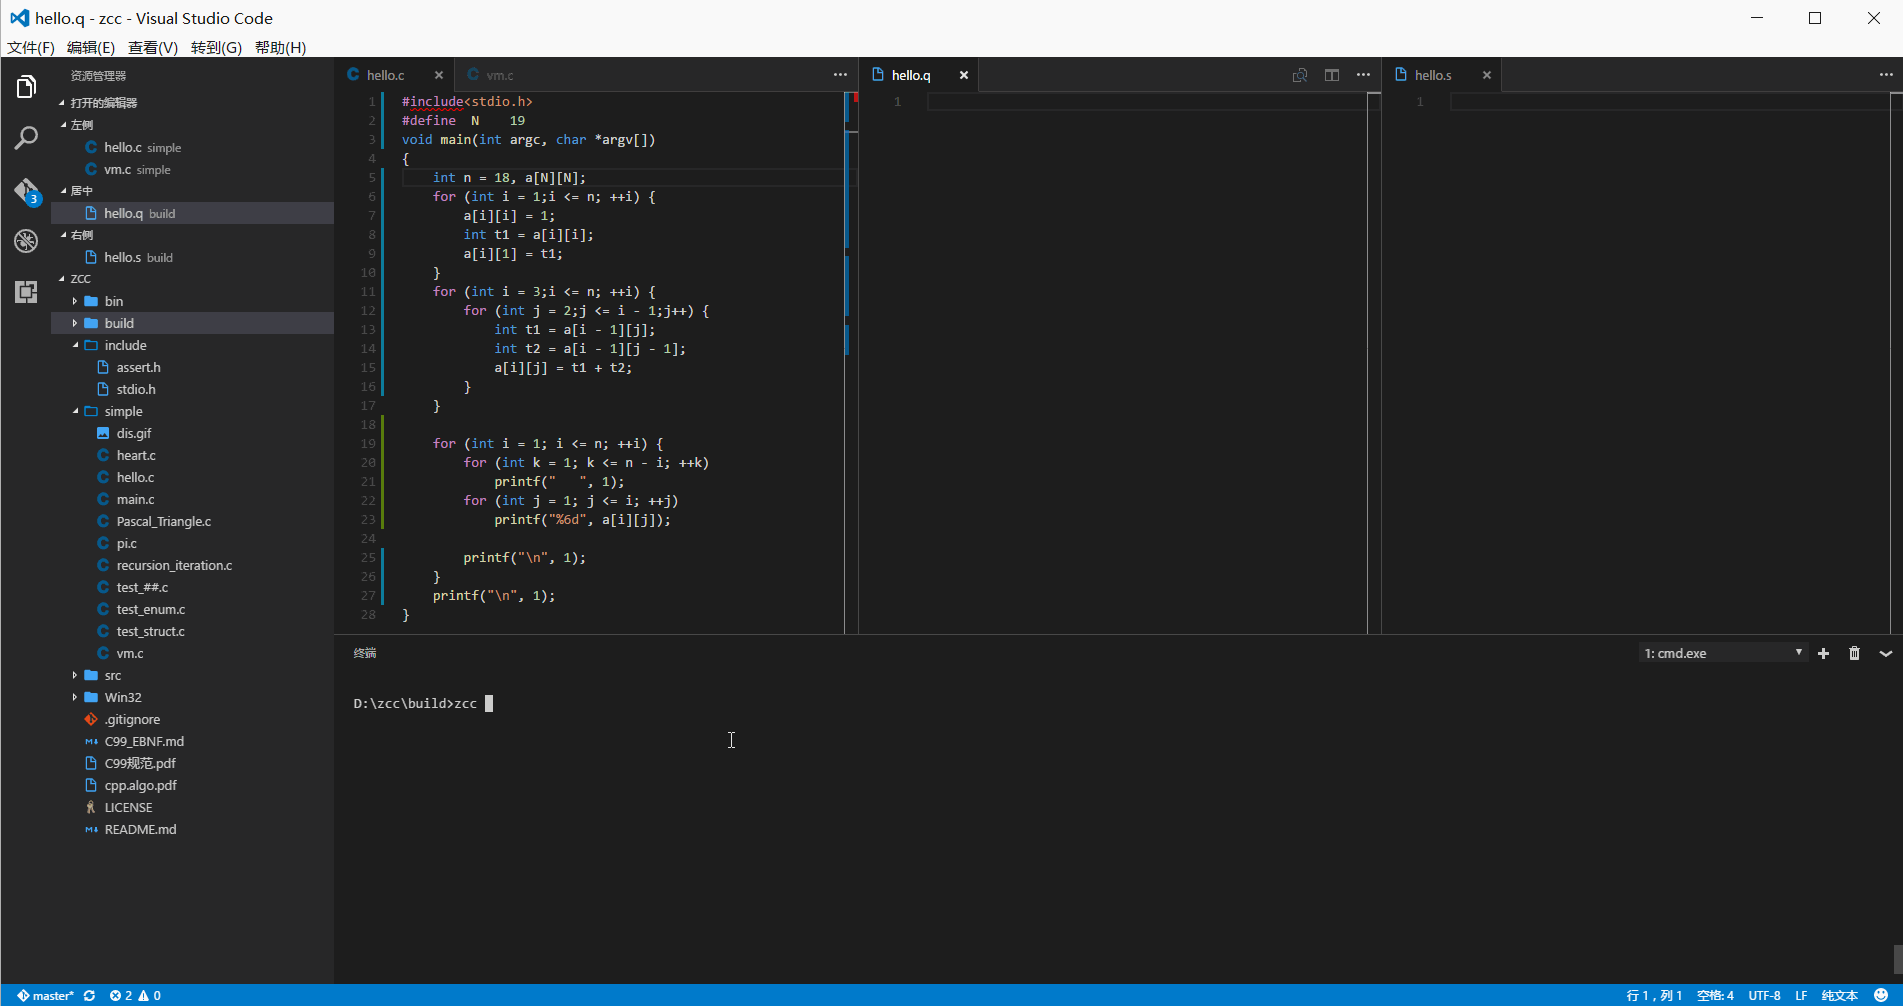 hello.q - zcc - Visual Studio Code
文件(F) 编辑(E) 查看(V) 转到(G) 帮助(H)
资源管理器
打开的编辑器
左侧
hello.c simple
vm.c simple
居中
hello.q build
右侧
hello.s build
ZCC
bin
build
include
assert.h
stdio.h
simple
dis.gif
heart.c
hello.c
main.c
Pascal_Triangle.c
pi.c
recursion_iteration.c
test_##.c
test_enum.c
test_struct.c
vm.c
src
Win32
.gitignore
C99_EBNF.md
C99规范.pdf
cpp.algo.pdf
LICENSE
README.md
3
hello.c vm.c
1 #include<stdio.h>
2 #define  N    19
3 void main(int argc, char *argv[])
4 {
5     int n = 18, a[N][N];
6     for (int i = 1;i <= n; ++i) {
7         a[i][i] = 1;
8         int t1 = a[i][i];
9         a[i][1] = t1;
10     }
11     for (int i = 3;i <= n; ++i) {
12         for (int j = 2;j <= i - 1;j++) {
13             int t1 = a[i - 1][j];
14             int t2 = a[i - 1][j - 1];
15             a[i][j] = t1 + t2;
16         }
17     }
18
19     for (int i = 1; i <= n; ++i) {
20         for (int k = 1; k <= n - i; ++k)
21             printf("   ", 1);
22         for (int j = 1; j <= i; ++j)
23             printf("%6d", a[i][j]);
24
25         printf("\n", 1);
26     }
27     printf("\n", 1);
28 }
hello.q
1
hello.s
1
终端
1: cmd.exe
D:\zcc\build>zcc
master* 2 0
行 1，列 1 空格: 4 UTF-8 LF 纯文本